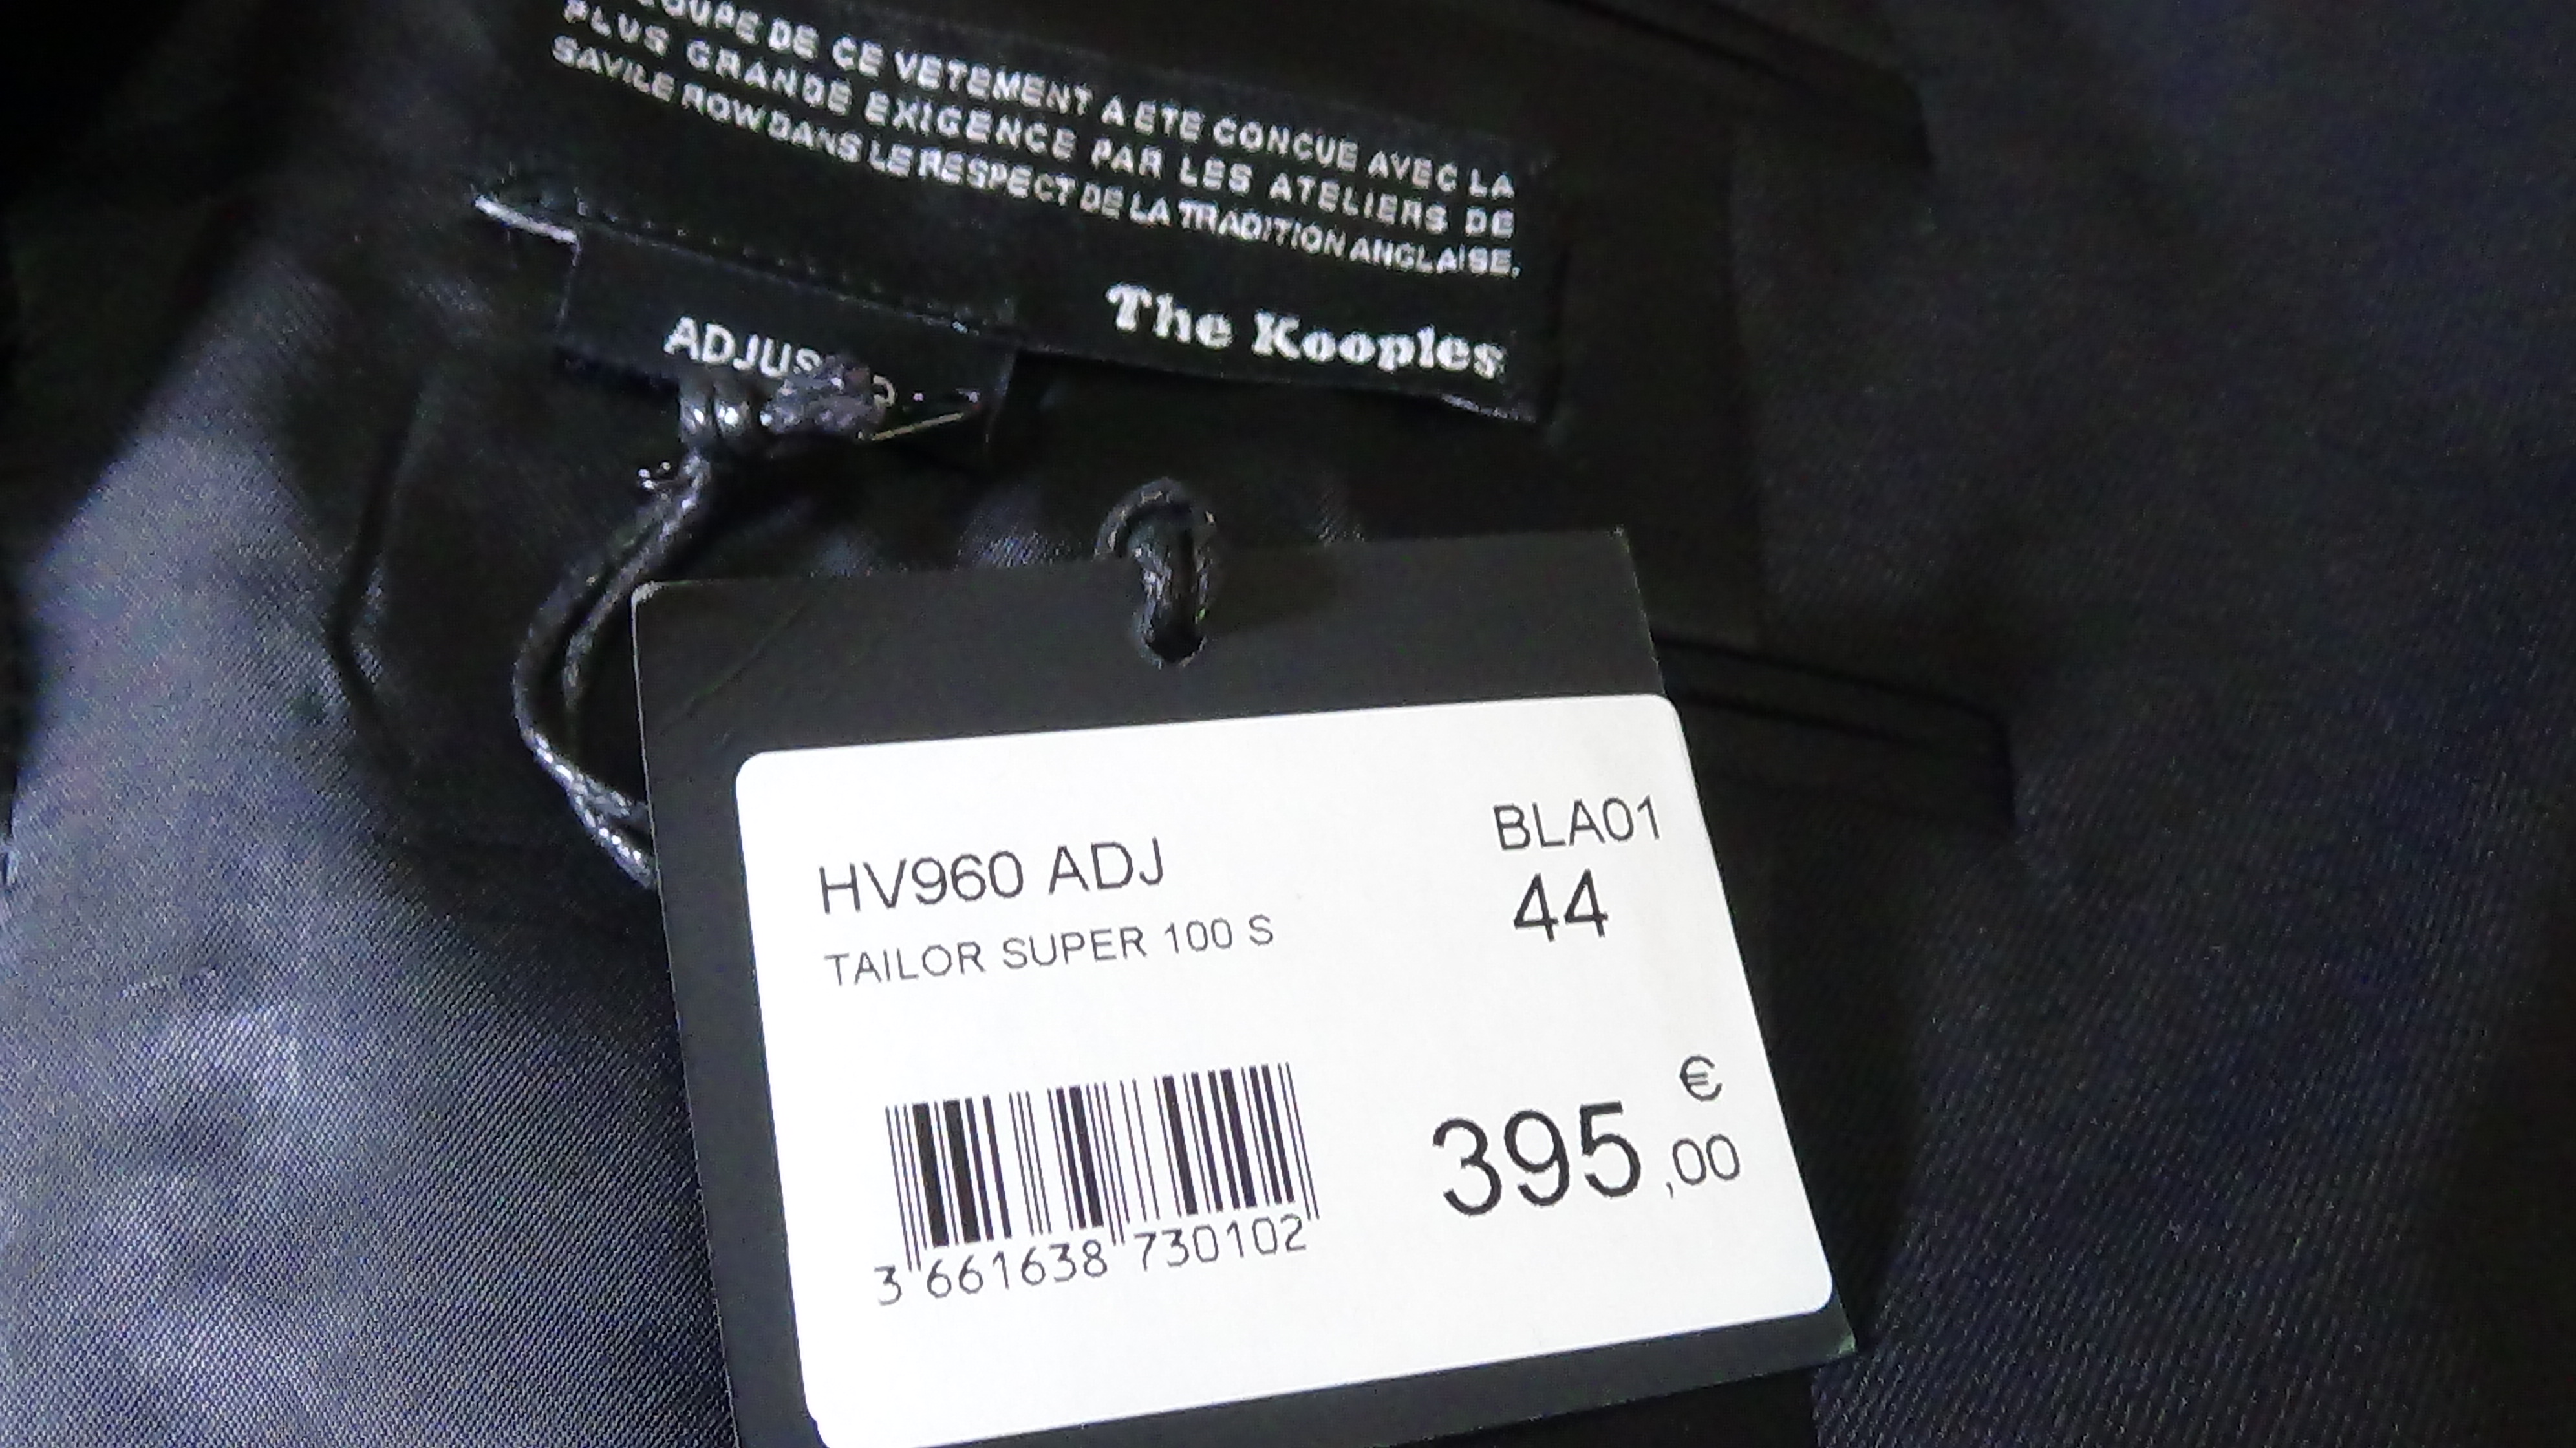 COUPE DE CE VETEMENT A ETE CONCUE AVEC LA
PLUS GRANDE EXIGENCE PAR LES ATELIERS DE
SAVILE ROW DANS LE RESPECT DE LA TRADITION ANGLAISE.
The Kooples
HV960 ADJ
BLA01
44
TAILOR SUPER 100 S
€
395,00
3 661638 730102